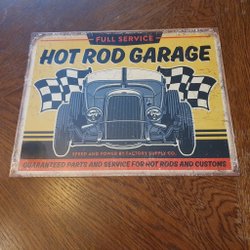 FULL SERVICE
HOT ROD GARAGE
SPEED AND POWER BY FACTORY SUPPLY CO.
GUARANTEED PARTS AND SERVICE FOR HOT RODS AND CUSTOMS